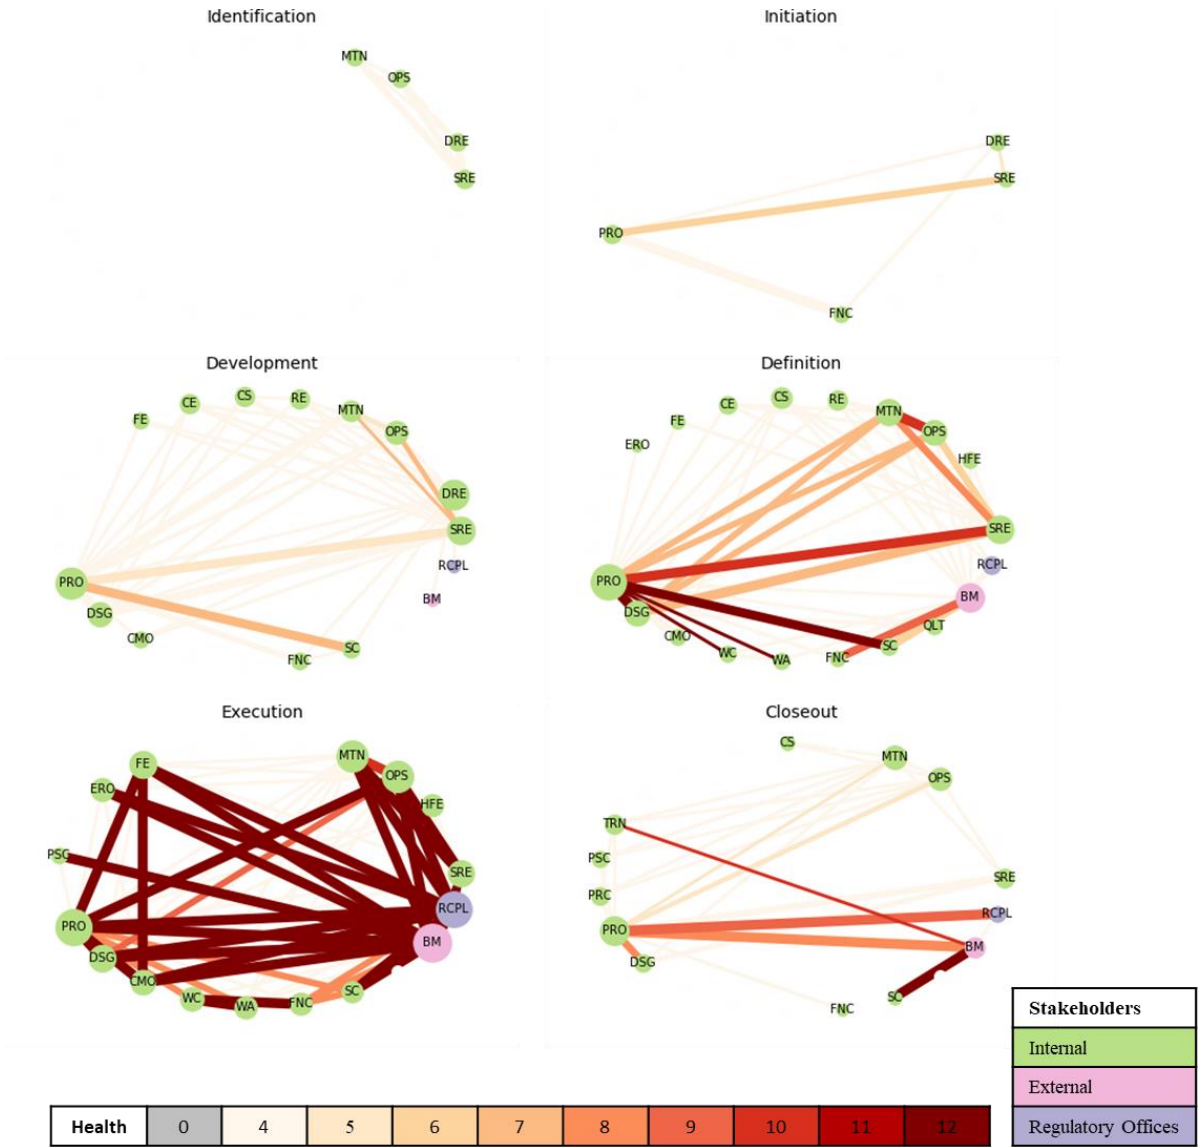 Identification
MTN
OPS
DRE
SRE
Initiation
DRE
SRE
PRO
FNC
Development
FE
CE
CS
RE
MTN
OPS
DRE
SRE
RCPL
BM
PRO
DSG
CMO
FNC
SC
Definition
ERO
FE
CE
CS
RE
MTN
OPS
HFE
SRE
RCPL
BM
QLT
PRO
DSG
CMO
WC
WA
FNC
SC
Execution
FE
ERO
PSC
MTN
OPS
HFE
SRE
RCPL
BM
PRO
DSG
CMO
WC
WA
FNC
SC
Closeout
CS
MTN
OPS
TRN
PSC
PRC
PRO
DSG
SRE
RCPL
BM
SC
FNC
Stakeholders
Internal
External
Regulatory Offices
Health 0 4 5 6 7 8 9 10 11 12